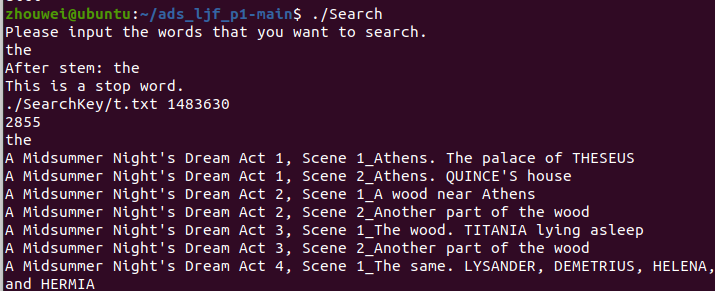 zhouwei@ubuntu:~/ads_ljf_p1-main$ ./Search
Please input the words that you want to search.
the
After stem: the
This is a stop word.
./SearchKey/t.txt 1483630
2855
the
A Midsummer Night's Dream Act 1, Scene 1_Athens. The palace of THESEUS
A Midsummer Night's Dream Act 1, Scene 2_Athens. QUINCE'S house
A Midsummer Night's Dream Act 2, Scene 1_A wood near Athens
A Midsummer Night's Dream Act 2, Scene 2_Another part of the wood
A Midsummer Night's Dream Act 3, Scene 1_The wood. TITANIA lying asleep
A Midsummer Night's Dream Act 3, Scene 2_Another part of the wood
A Midsummer Night's Dream Act 4, Scene 1_The same. LYSANDER, DEMETRIUS, HELENA,
and HERMIA